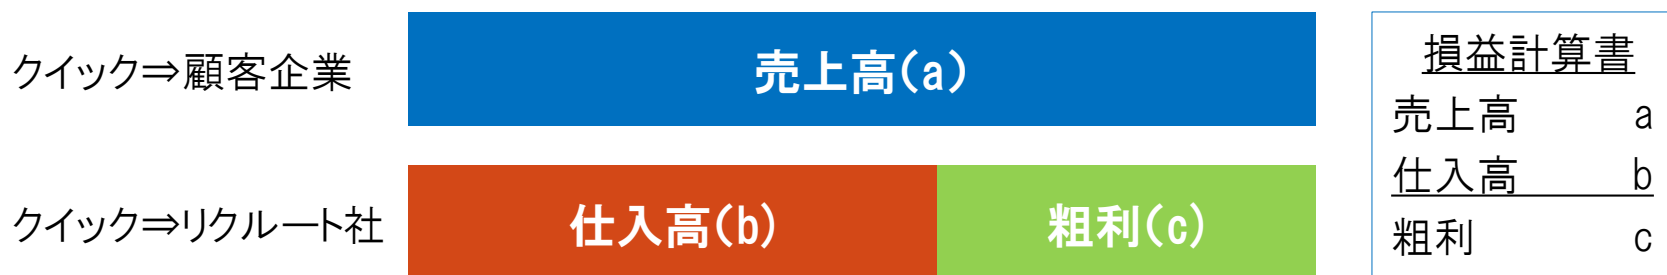 クイック⇒顧客企業
売上高(a)
クイック⇒リクルート社
仕入高(b)
粗利(c)
損益計算書
売上高 a
仕入高 b
粗利 c